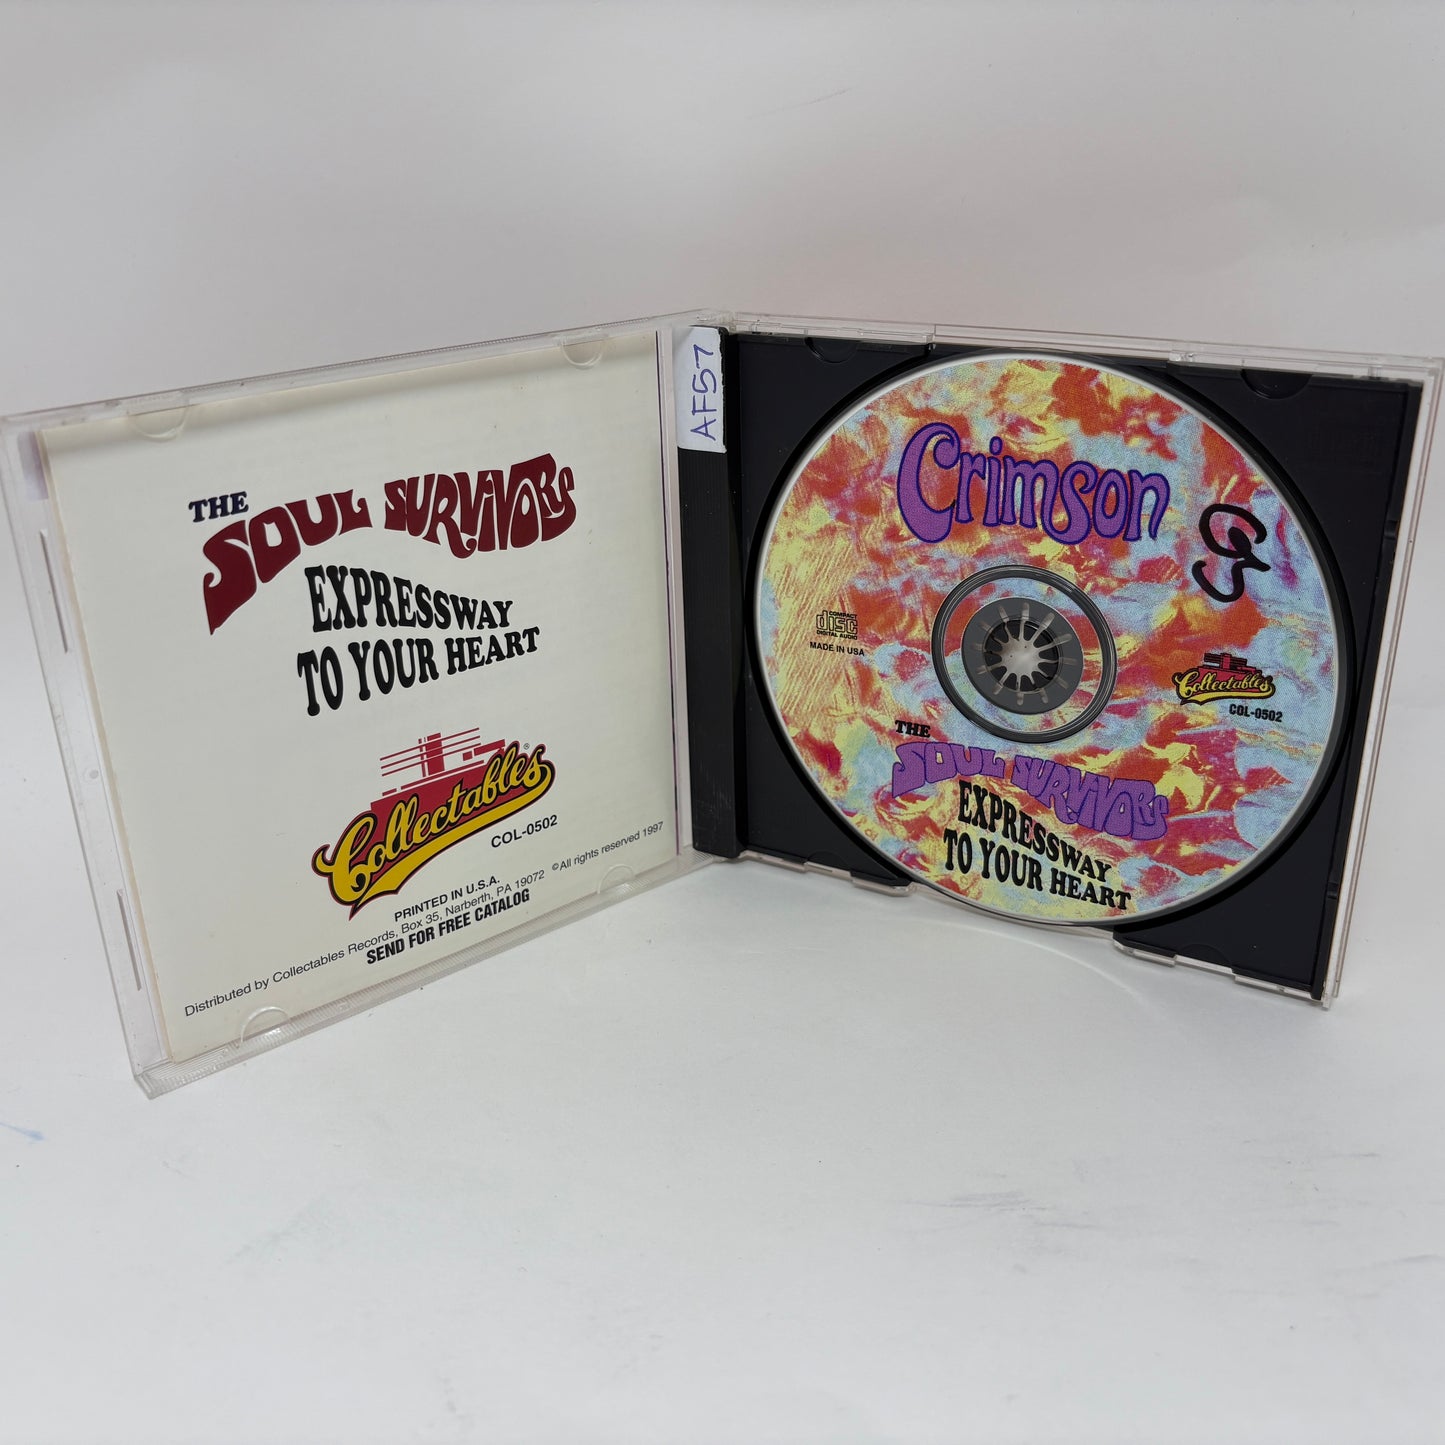 THE
SOUL SURVIVORS
EXPRESSWAY
TO YOUR HEART
Collectables®
COL-0502
PRINTED IN U.S.A.
© All rights reserved 1997
Distributed by Collectables Records, Box 35, Narberth, PA 19072
SEND FOR FREE CATALOG
AF57
Crimson
COMPACT
disc
DIGITAL AUDIO
MADE IN USA
Collectables
COL-0502
THE
SOUL SURVIVORS
EXPRESSWAY
TO YOUR HEART